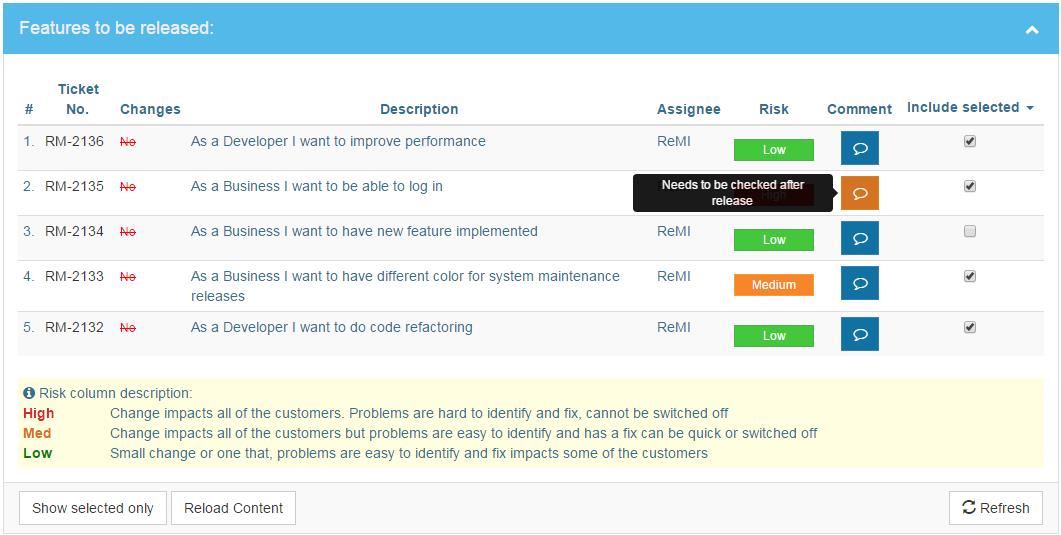 Features to be released:
Ticket
# No. Changes Description Assignee Risk Comment Include selected
1. RM-2136 No As a Developer I want to improve performance ReMI Low
2. RM-2135 No As a Business I want to be able to log in High
Needs to be checked after
release
3. RM-2134 No As a Business I want to have new feature implemented ReMI Low
4. RM-2133 No As a Business I want to have different color for system maintenance ReMI Medium
releases
5. RM-2132 No As a Developer I want to do code refactoring ReMI Low
Risk column description:
High Change impacts all of the customers. Problems are hard to identify and fix, cannot be switched off
Med Change impacts all of the customers but problems are easy to identify and has a fix can be quick or switched off
Low Small change or one that, problems are easy to identify and fix impacts some of the customers
Show selected only Reload Content Refresh